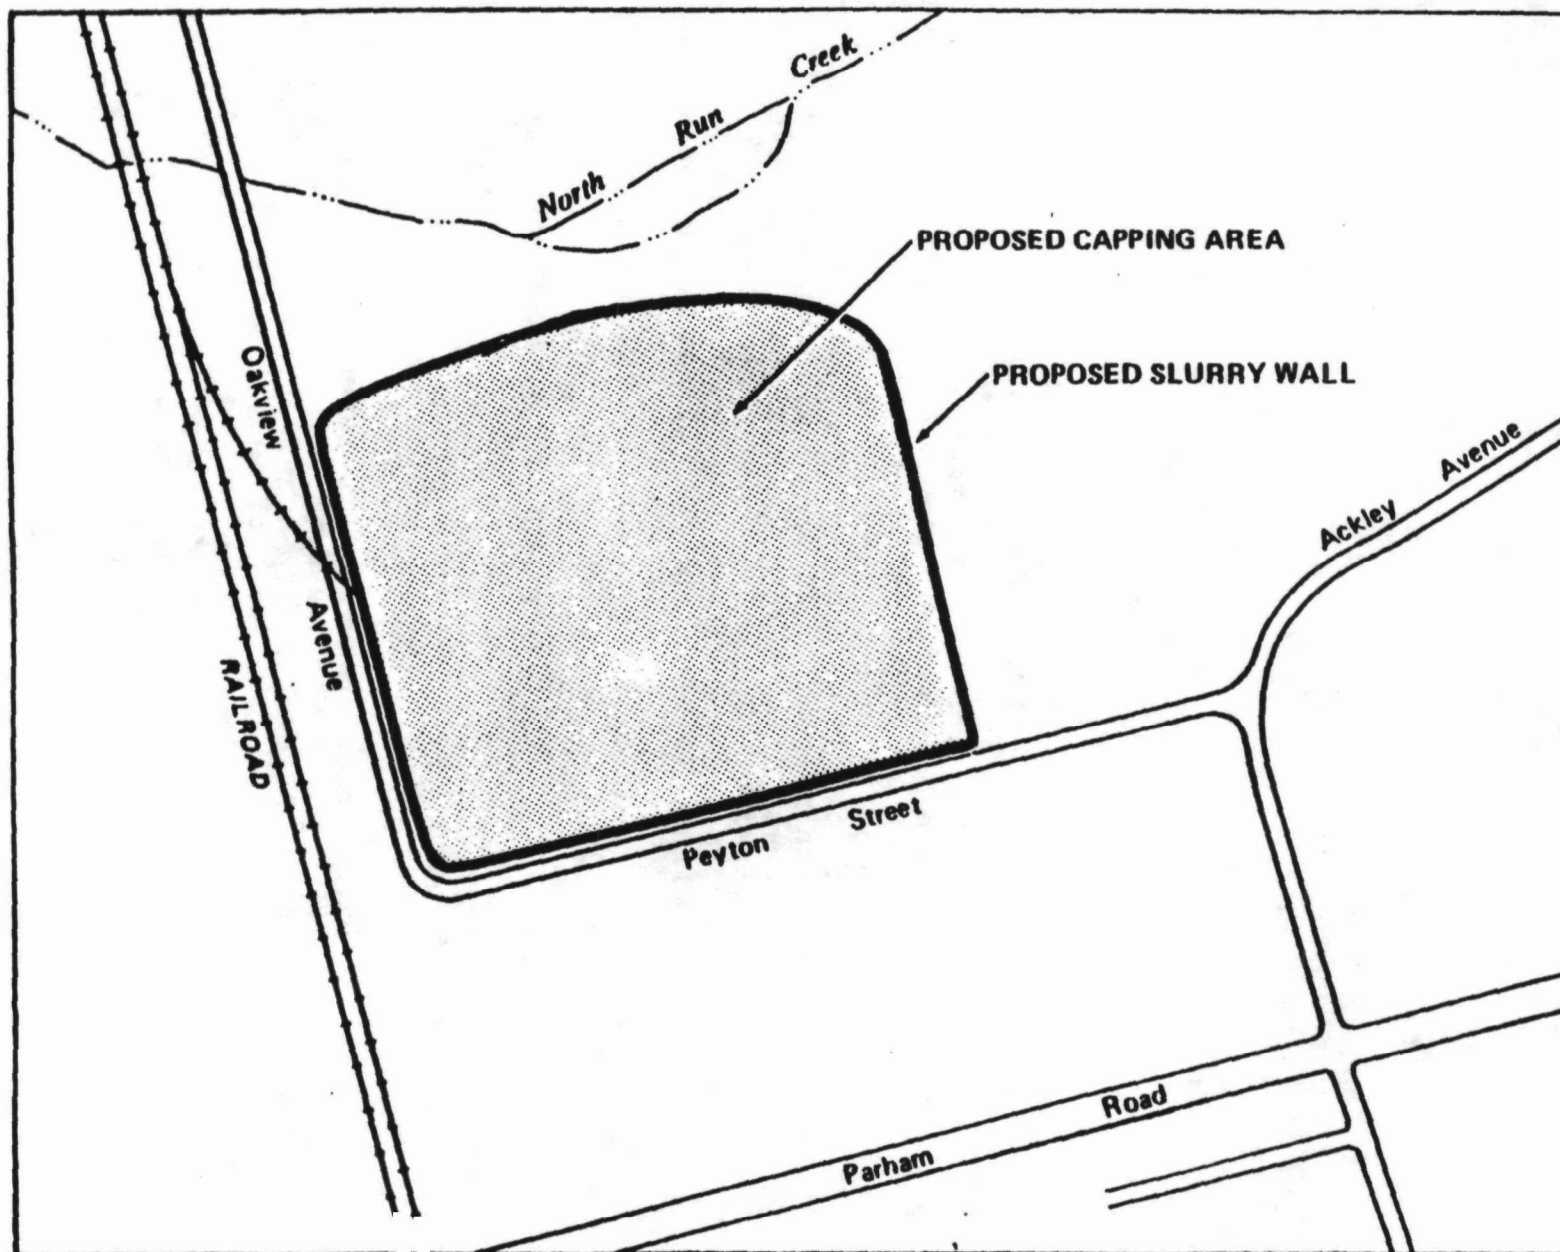 North Run Creek
PROPOSED CAPPING AREA
PROPOSED SLURRY WALL
Oakview Avenue
Ackley Avenue
RAILROAD
Peyton Street
Parham Road